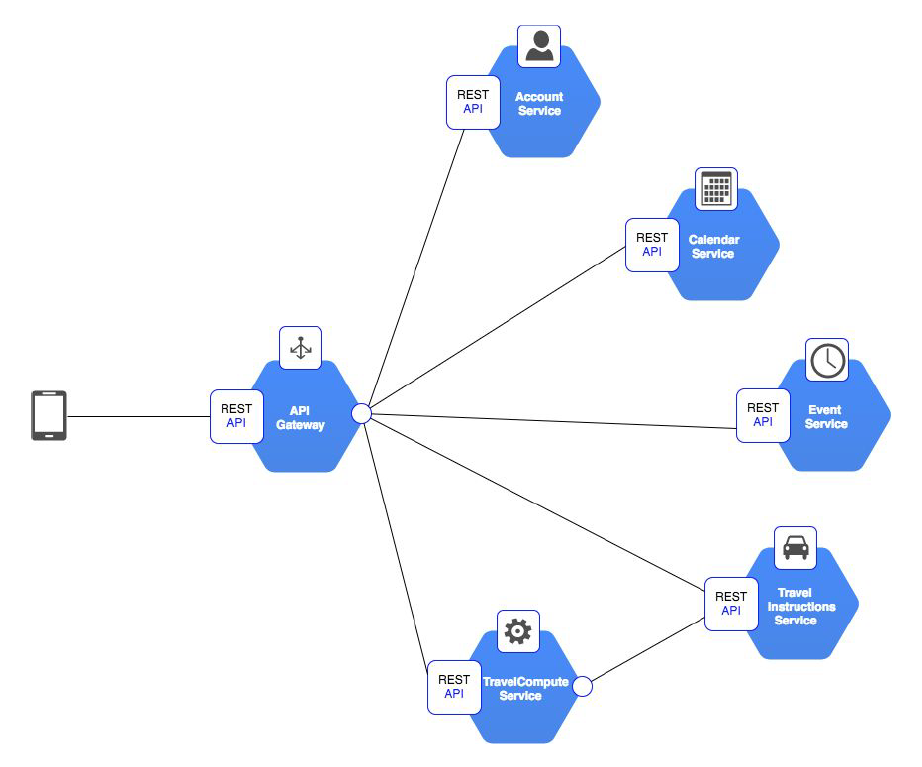 REST
API
Account
Service
REST
API
Calendar
Service
REST
API
API
Gateway
REST
API
Event
Service
REST
API
Travel
Instructions
Service
REST
API
TravelCompute
Service